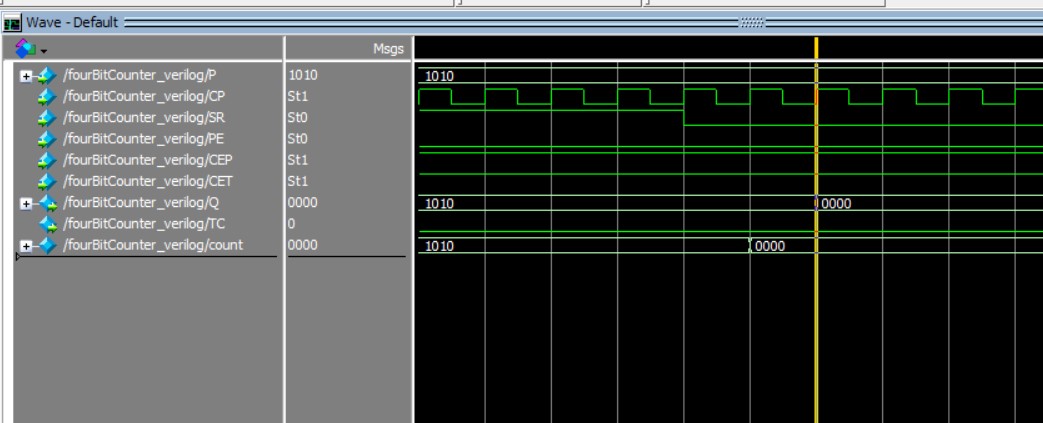 Wave - Default
Msgs
/fourBitCounter_verilog/P 1010 1010
/fourBitCounter_verilog/CP St1
/fourBitCounter_verilog/SR St0
/fourBitCounter_verilog/PE St0
/fourBitCounter_verilog/CEP St1
/fourBitCounter_verilog/CET St1
/fourBitCounter_verilog/Q 0000 1010 0000
/fourBitCounter_verilog/TC 0
/fourBitCounter_verilog/count 0000 1010 0000